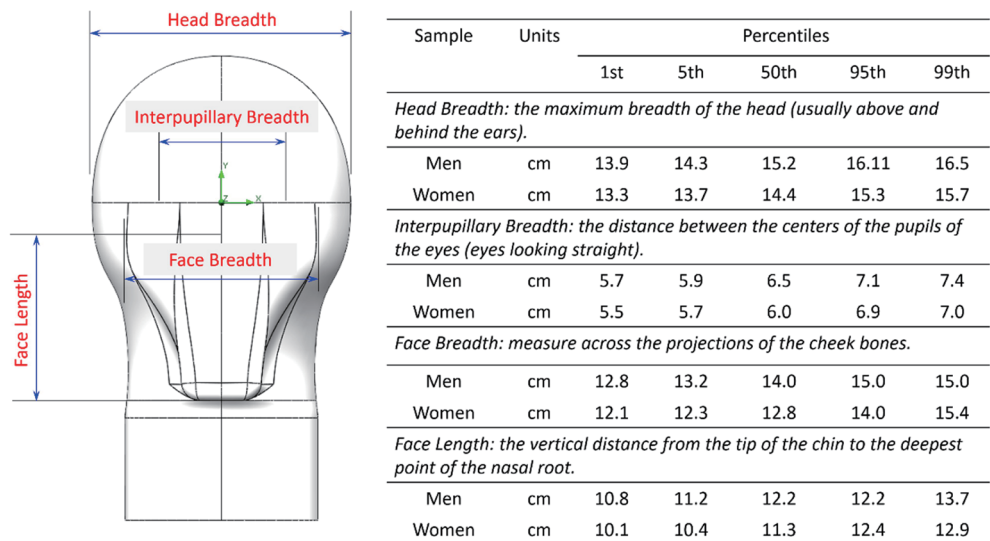 Head Breadth
Interpupillary Breadth
Y
Z
X
Face Breadth
Face Length
Sample Units Percentiles
1st 5th 50th 95th 99th
Head Breadth: the maximum breadth of the head (usually above and
behind the ears).
Men cm 13.9 14.3 15.2 16.11 16.5
Women cm 13.3 13.7 14.4 15.3 15.7
Interpupillary Breadth: the distance between the centers of the pupils of
the eyes (eyes looking straight).
Men cm 5.7 5.9 6.5 7.1 7.4
Women cm 5.5 5.7 6.0 6.9 7.0
Face Breadth: measure across the projections of the cheek bones.
Men cm 12.8 13.2 14.0 15.0 15.0
Women cm 12.1 12.3 12.8 14.0 15.4
Face Length: the vertical distance from the tip of the chin to the deepest
point of the nasal root.
Men cm 10.8 11.2 12.2 12.2 13.7
Women cm 10.1 10.4 11.3 12.4 12.9